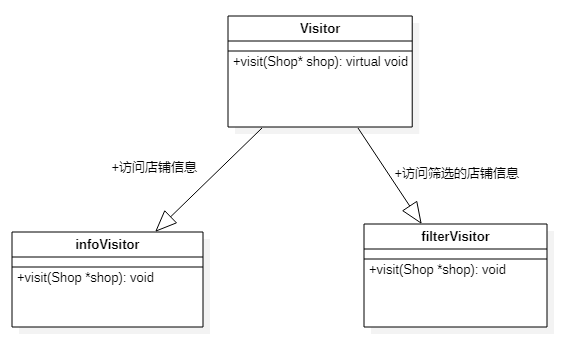 Visitor
+visit(Shop* shop): virtual void
+访问店铺信息
+访问筛选的店铺信息
infoVisitor
+visit(Shop *shop): void
filterVisitor
+visit(Shop *shop): void